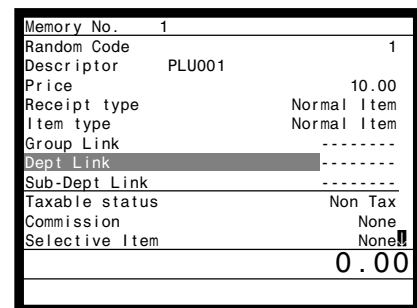 Memory No. 1
Random Code 1
Descriptor PLU001
Price 10.00
Receipt type Normal Item
Item type Normal Item
Group Link --------
Dept Link --------
Sub-Dept Link --------
Taxable status Non Tax
Commission None
Selective Item None
0.00